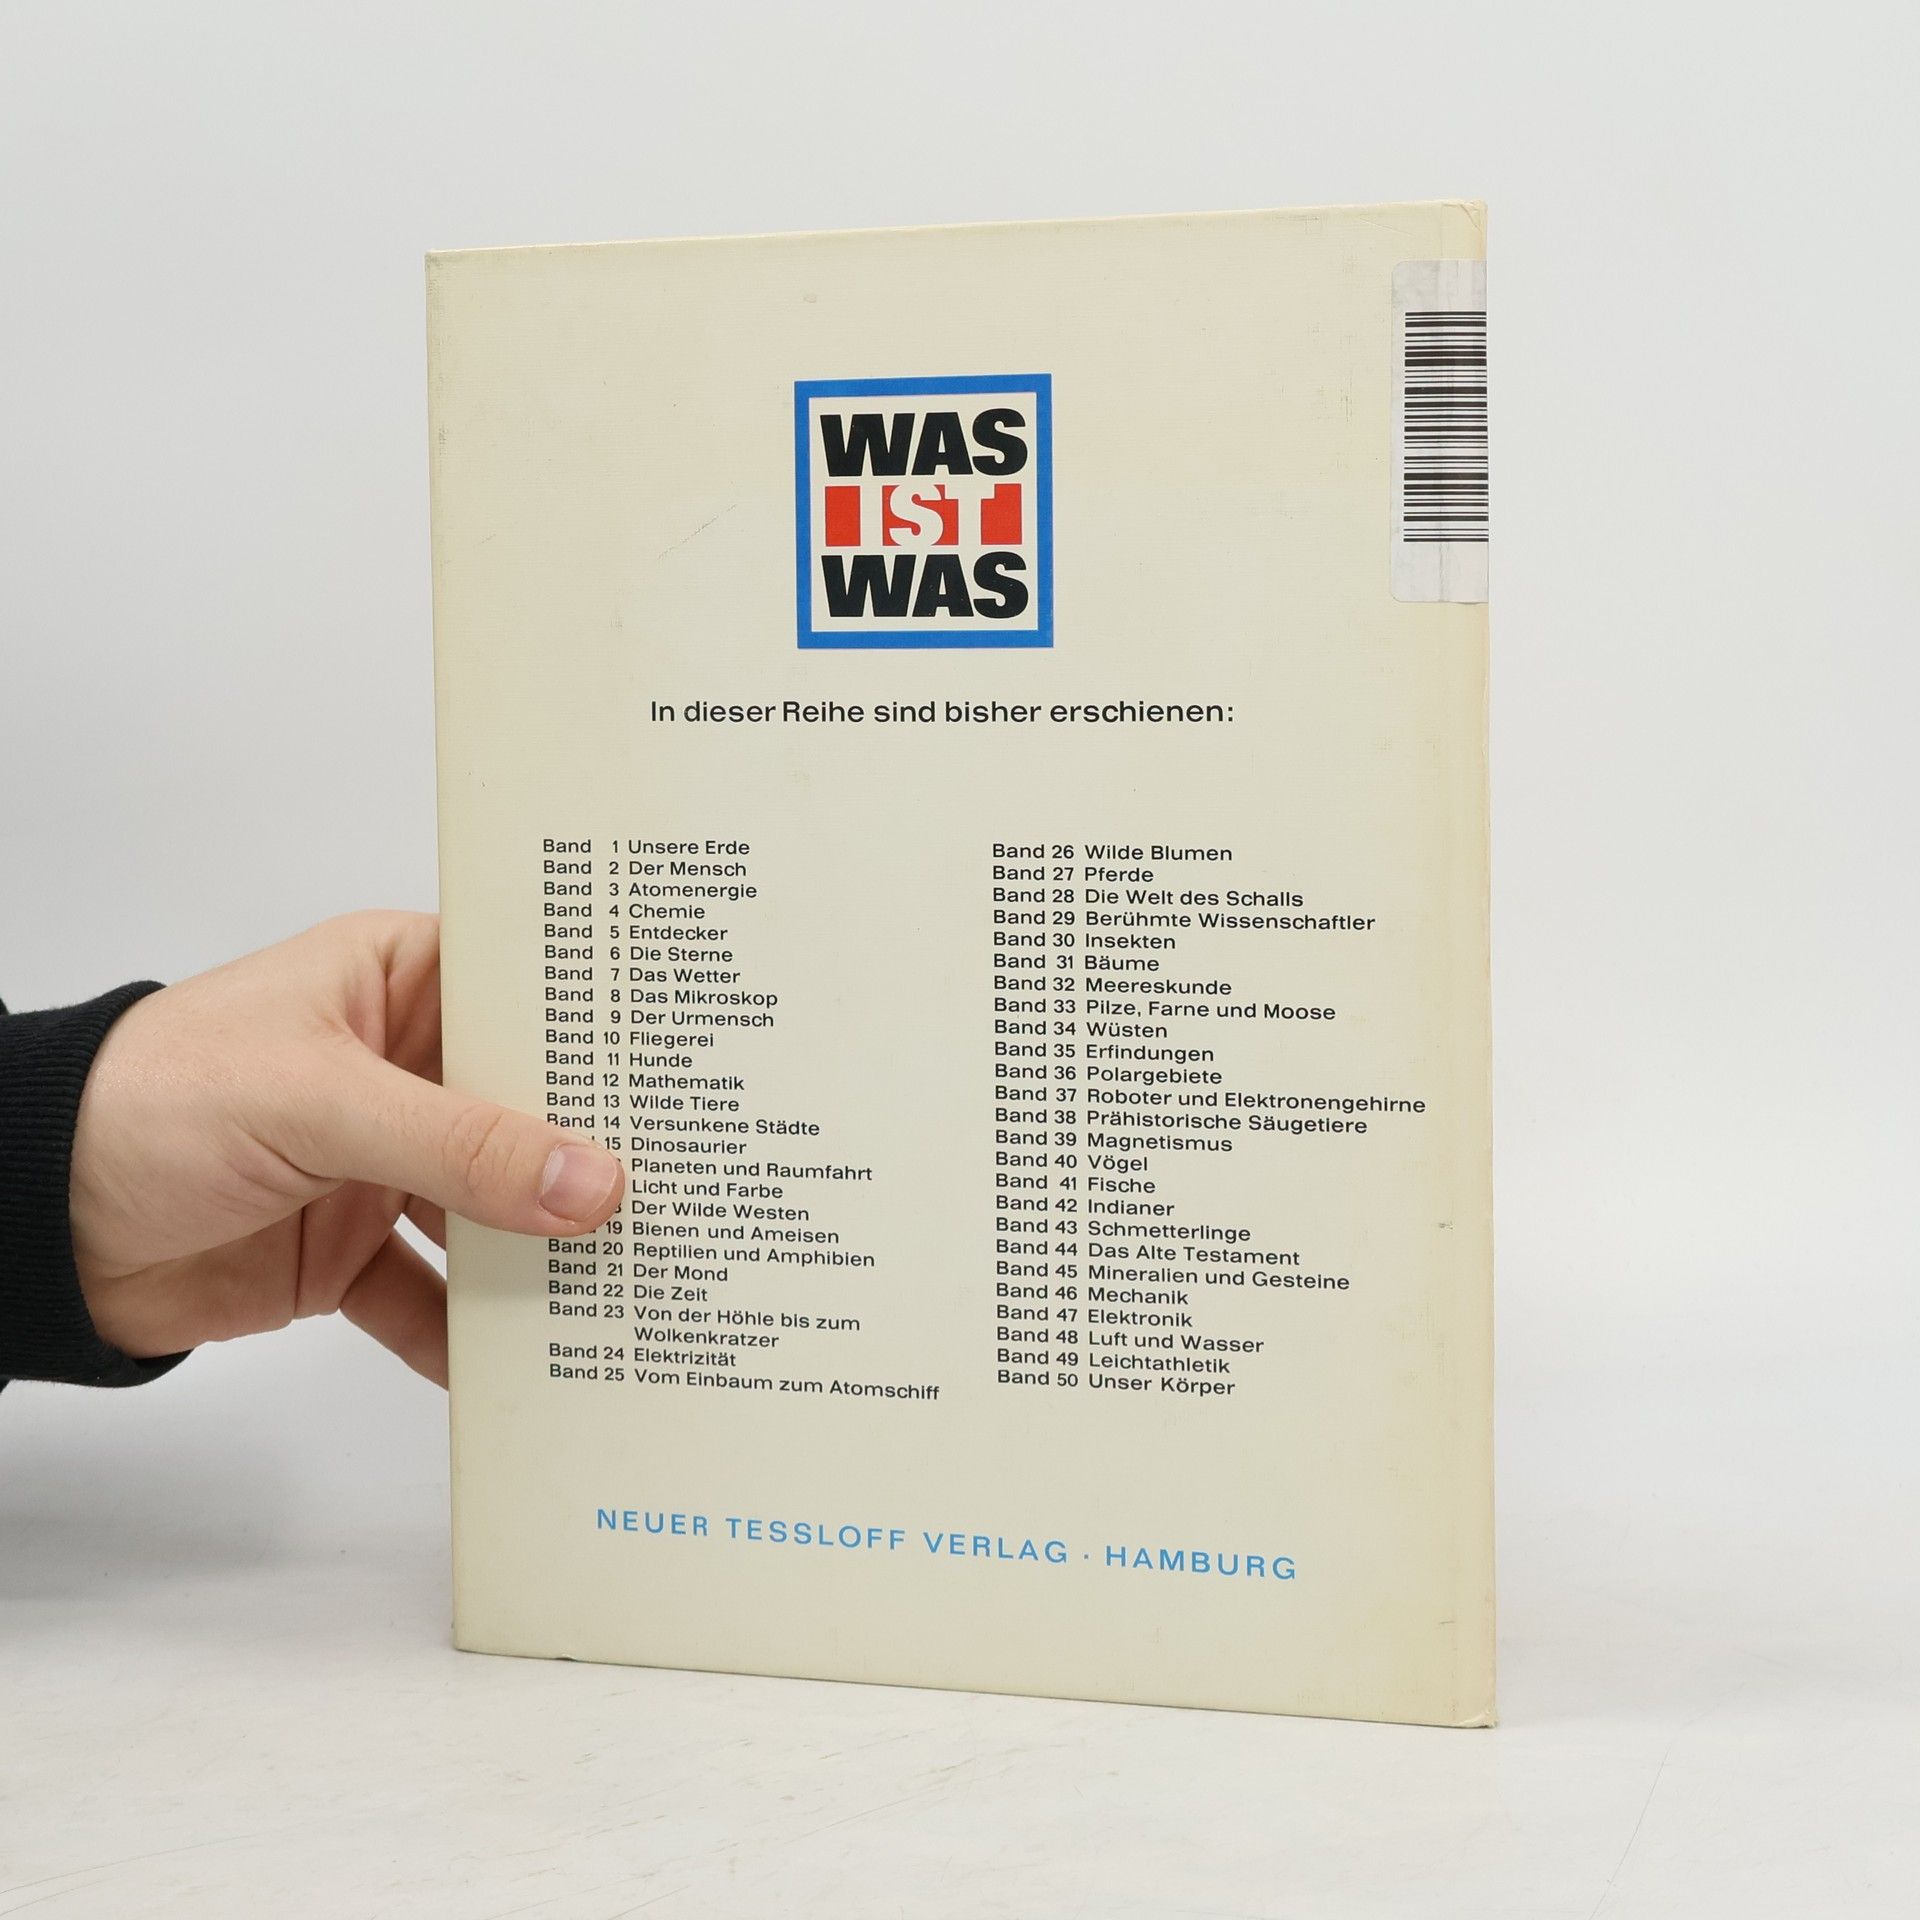 WAS
IST
WAS
In dieser Reihe sind bisher erschienen:
Band 1 Unsere Erde
Band 2 Der Mensch
Band 3 Atomenergie
Band 4 Chemie
Band 5 Entdecker
Band 6 Die Sterne
Band 7 Das Wetter
Band 8 Das Mikroskop
Band 9 Der Urmensch
Band 10 Fliegerei
Band 11 Hunde
Band 12 Mathematik
Band 13 Wilde Tiere
Band 14 Versunkene Städte
15 Dinosaurier
Planeten und Raumfahrt
Licht und Farbe
Der Wilde Westen
19 Bienen und Ameisen
Band 20 Reptilien und Amphibien
Band 21 Der Mond
Band 22 Die Zeit
Band 23 Von der Höhle bis zum
Wolkenkratzer
Band 24 Elektrizität
Band 25 Vom Einbaum zum Atomschiff
Band 26 Wilde Blumen
Band 27 Pferde
Band 28 Die Welt des Schalls
Band 29 Berühmte Wissenschaftler
Band 30 Insekten
Band 31 Bäume
Band 32 Meereskunde
Band 33 Pilze, Farne und Moose
Band 34 Wüsten
Band 35 Erfindungen
Band 36 Polargebiete
Band 37 Roboter und Elektronengehirne
Band 38 Prähistorische Säugetiere
Band 39 Magnetismus
Band 40 Vögel
Band 41 Fische
Band 42 Indianer
Band 43 Schmetterlinge
Band 44 Das Alte Testament
Band 45 Mineralien und Gesteine
Band 46 Mechanik
Band 47 Elektronik
Band 48 Luft und Wasser
Band 49 Leichtathletik
Band 50 Unser Körper
NEUER TESSLOFF VERLAG · HAMBURG